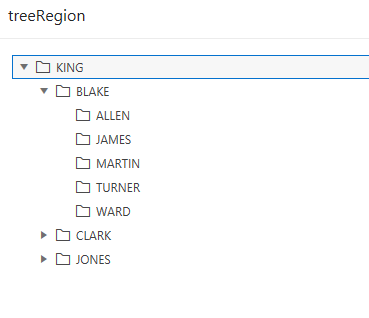 treeRegion
KING
BLAKE
ALLEN
JAMES
MARTIN
TURNER
WARD
CLARK
JONES